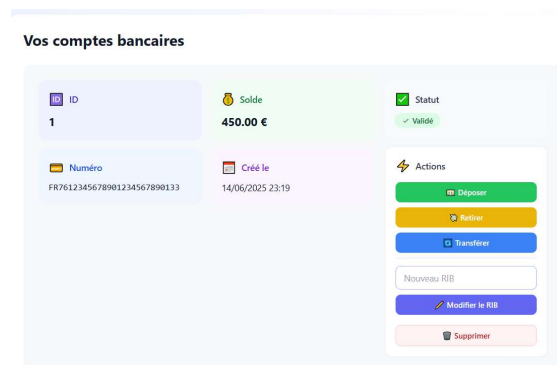 Vos comptes bancaires
ID ID
1
Solde
450.00 €
Statut
✓ Validé
Numéro
FR7612345678901234567890133
Créé le
14/06/2025 23:19
Actions
Déposer
Retirer
Transférer
Nouveau RIB
Modifier le RIB
Supprimer